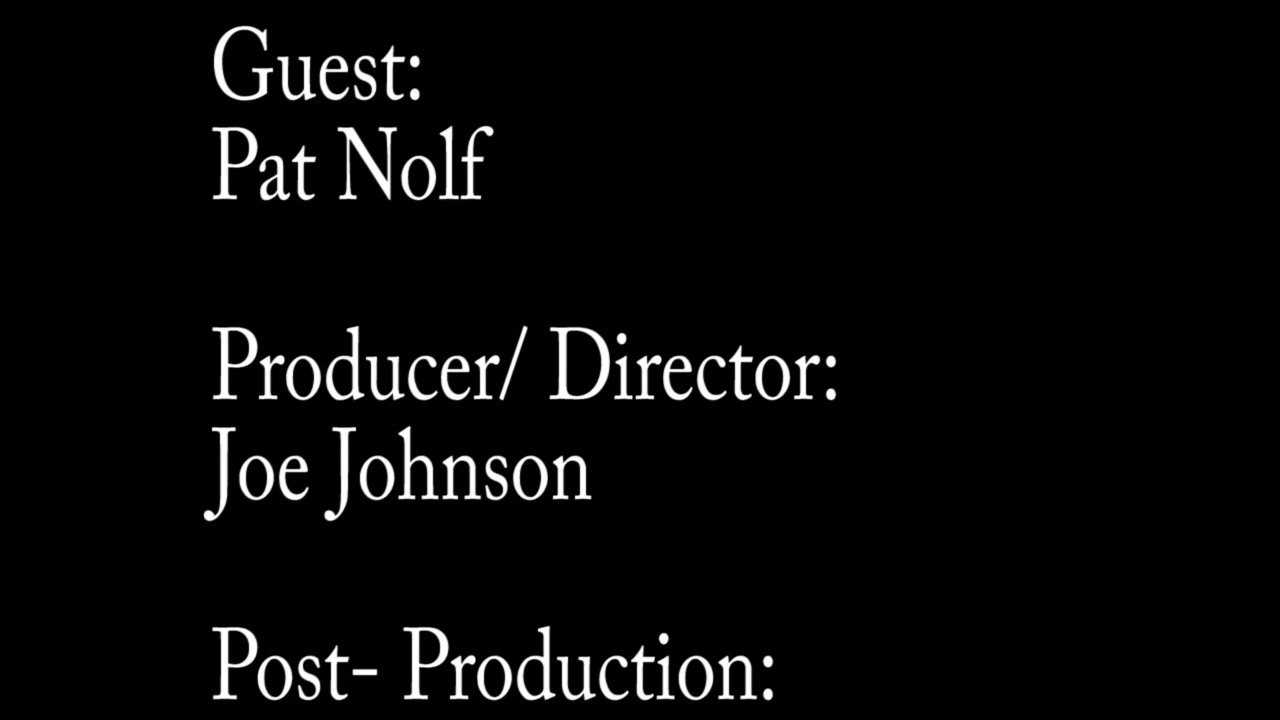 Guest:
Pat Nolf
Producer/ Director:
Joe Johnson
Post- Production: